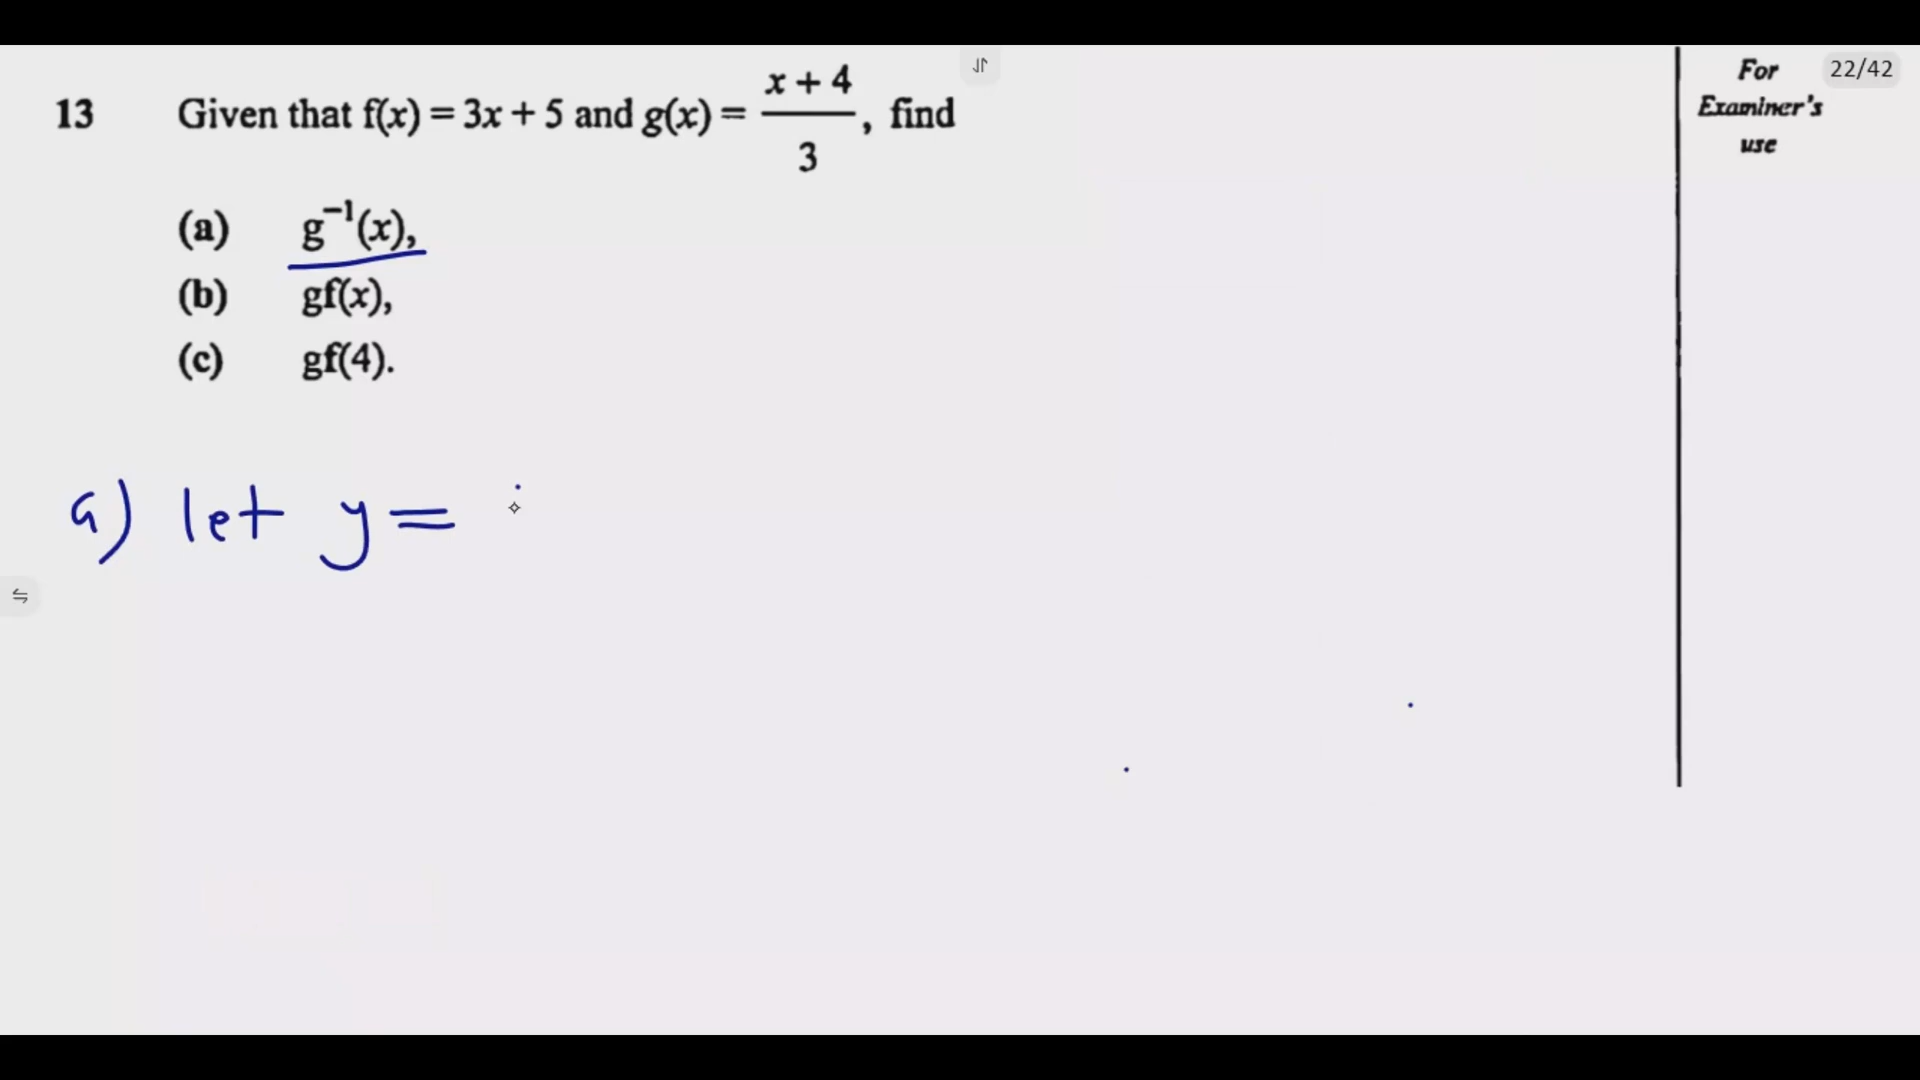 13 Given that f(x) = 3x + 5 and g(x) = (x + 4)/3, find
(a) g⁻¹(x),
(b) gf(x),
(c) gf(4).
a) let y =
For
Examiner's
use
22/42